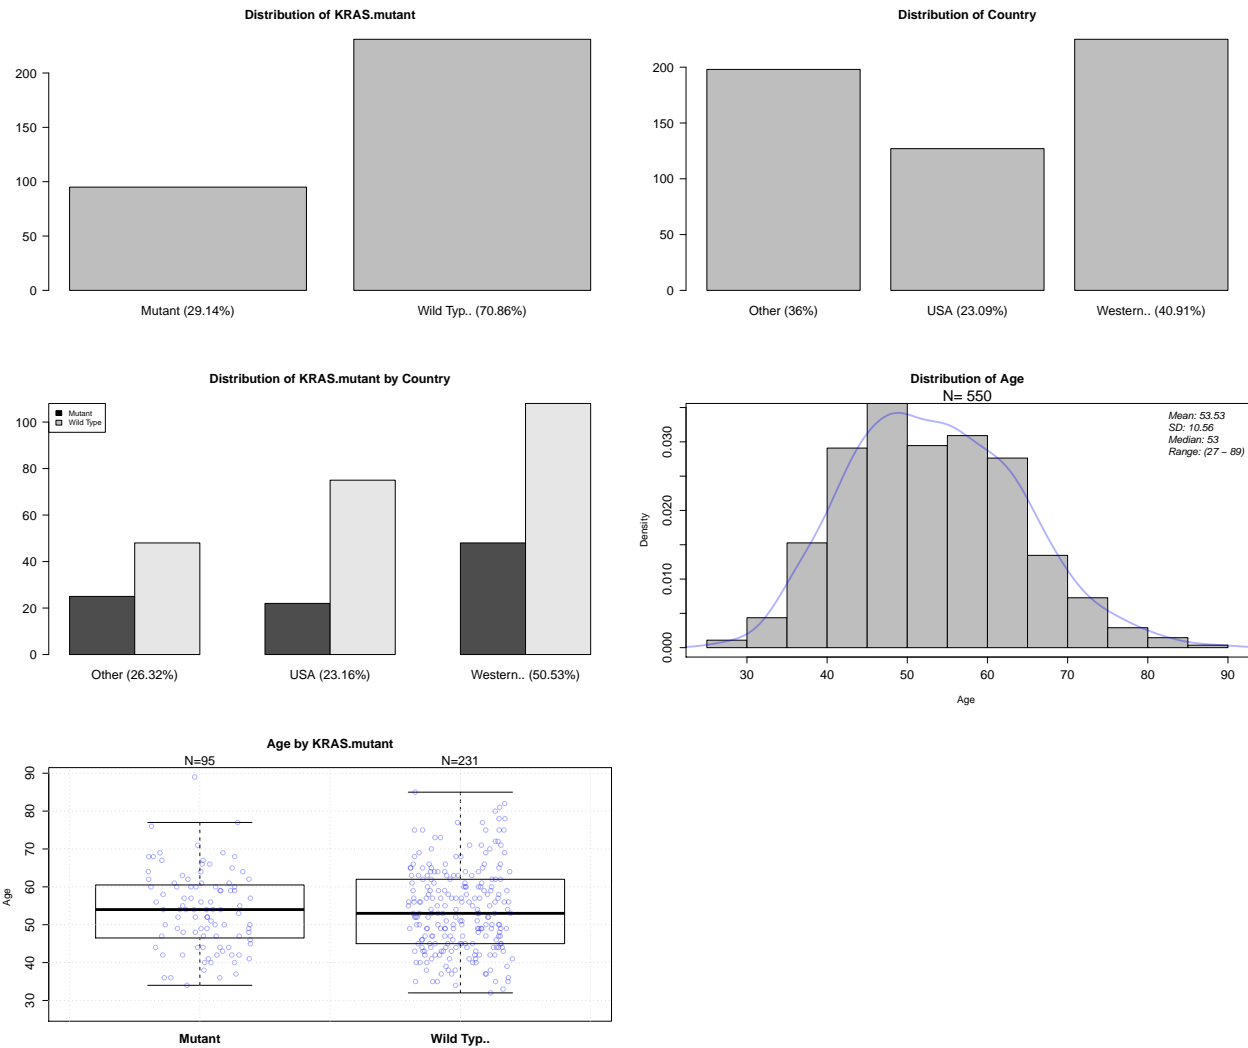 Distribution of KRAS.mutant
200
150
100
50
0
Mutant (29.14%)
Wild Typ.. (70.86%)
Distribution of Country
200
150
100
50
0
Other (36%)
USA (23.09%)
Western.. (40.91%)
Distribution of KRAS.mutant by Country
Mutant
Wild Type
100
80
60
40
20
0
Other (26.32%)
USA (23.16%)
Western.. (50.53%)
Distribution of Age
N= 550
Mean: 53.53
SD: 10.56
Median: 53
Range: (27 − 89)
Density
0.030
0.020
0.010
0.000
30
40
50
60
70
80
90
Age
Age by KRAS.mutant
N=95
N=231
Age
90
80
70
60
50
40
30
Mutant
Wild Typ..